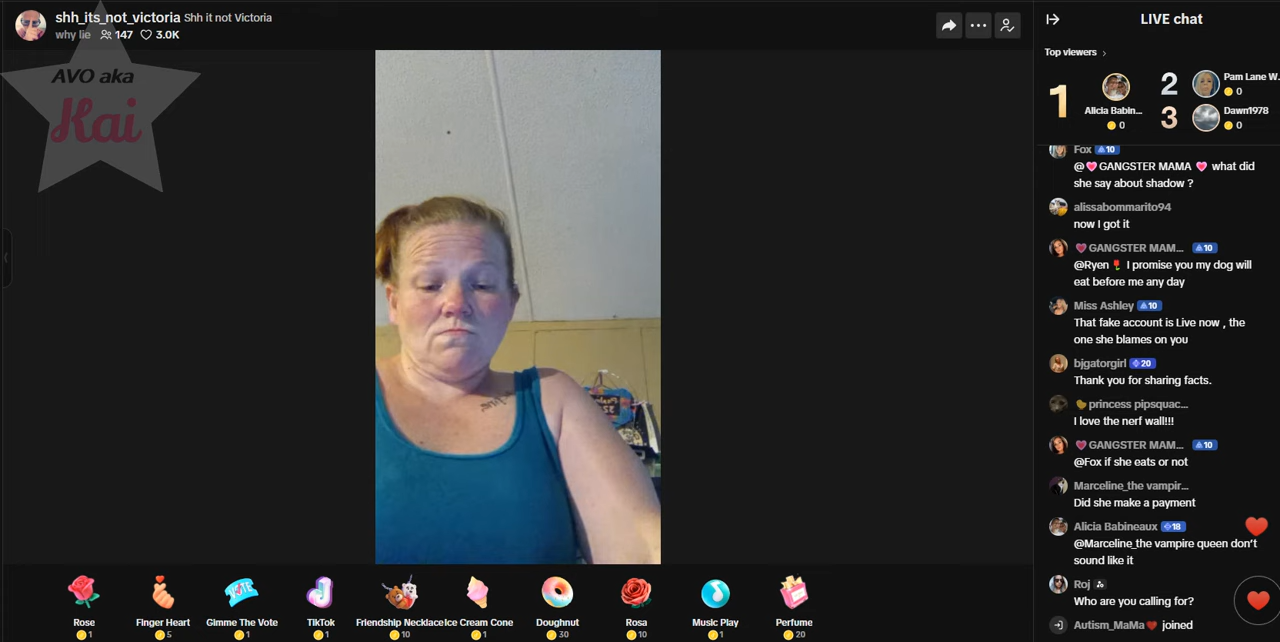 shh_its_not_victoria Shh it not Victoria
why lie 147 3.0K
AVO aka
Kai
LIVE chat
Top viewers
1
Alicia Babin...
0
2
Pam Lane W...
0
3
Dawn1978
0
Fox 10
@💗GANGSTER MAMA 💗 what did
she say about shadow ?
alissabommarito94
now I got it
💗GANGSTER MAM... 10
@Ryen🌹 I promise you my dog will
eat before me any day
Miss Ashley 10
That fake account is Live now , the
one she blames on you
bjgatorgirl 20
Thank you for sharing facts.
princess pipsquac...
I love the nerf wall!!!
💗GANGSTER MAM... 10
@Fox if she eats or not
Marceline_the vampir...
Did she make a payment
Alicia Babineaux 18
@Marceline_the vampire queen don't
sound like it
Roj
Who are you calling for?
Autism_MaMa❤️ joined
VOTE
Rose
1
Finger Heart
5
Gimme The Vote
1
TikTok
1
Friendship Necklace
10
Ice Cream Cone
1
Doughnut
30
Rosa
10
Music Play
1
Perfume
20